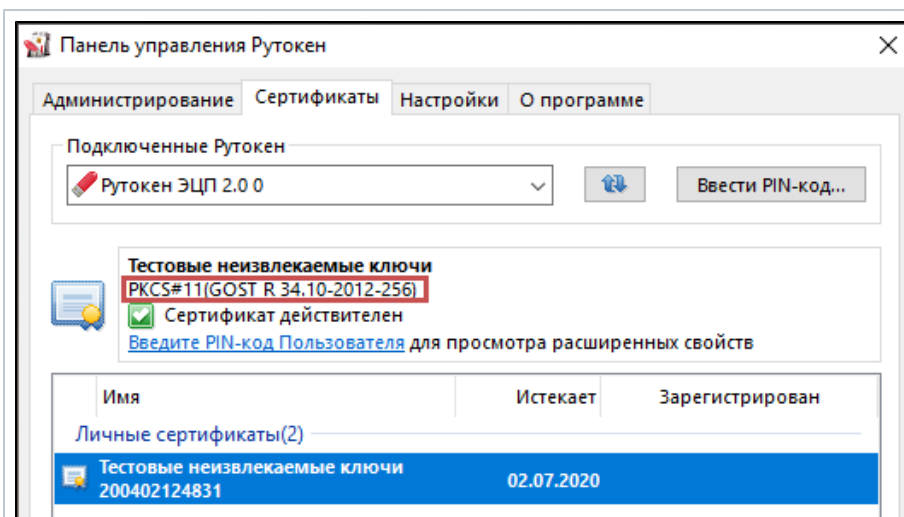 Панель управления Рутокен
Администрирование Сертификаты Настройки О программе
Подключенные Рутокен
Рутокен ЭЦП 2.0 0 Ввести PIN-код...
Тестовые неизвлекаемые ключи
PKCS#11(GOST R 34.10-2012-256)
Сертификат действителен
Введите PIN-код Пользователя для просмотра расширенных свойств
Имя Истекает Зарегистрирован
Личные сертификаты(2)
Тестовые неизвлекаемые ключи
200402124831 02.07.2020